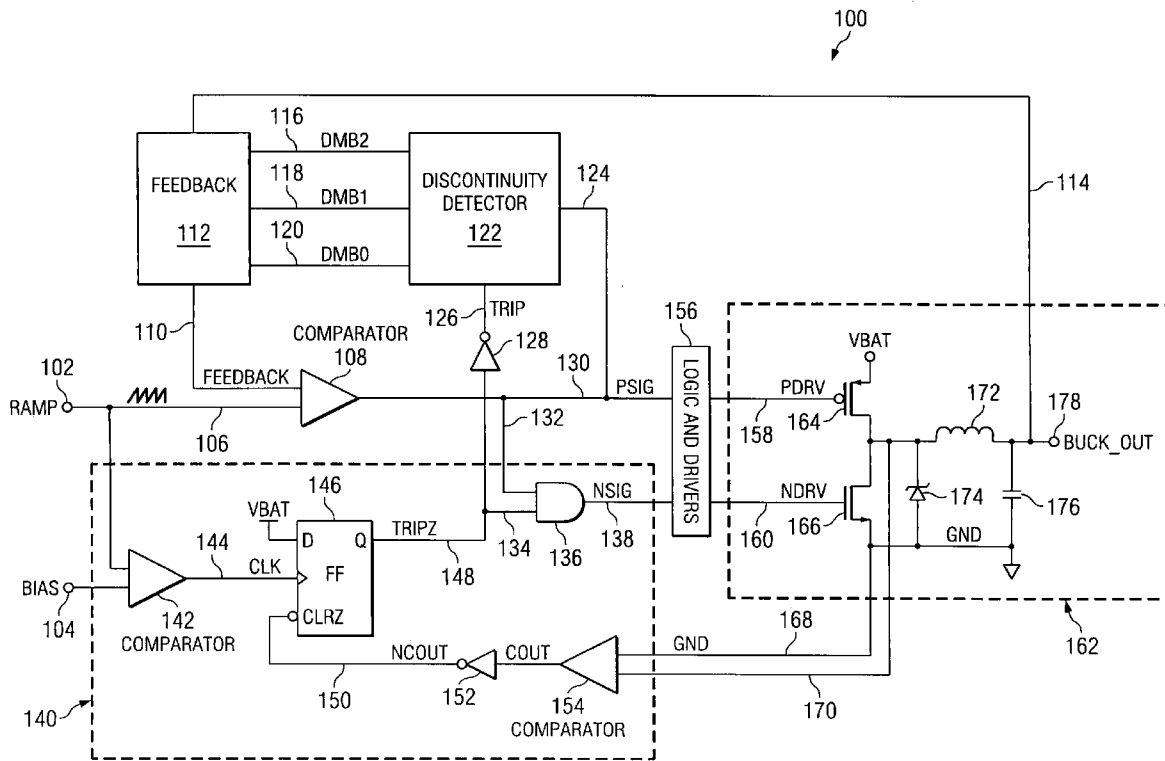 100
116
DMB2
118
DMB1
120
DMB0
FEEDBACK
112
DISCONTINUITY
DETECTOR
122
124
114
126
TRIP
128
110
COMPARATOR
108
FEEDBACK
102
RAMP
106
130
PSIG
132
156
LOGIC AND DRIVERS
VBAT
PDRV
158
164
172
178
BUCK_OUT
NDRV
160
166
174
176
GND
162
VBAT
146
D
Q
FF
CLRZ
TRIPZ
148
134
136
NSIG
138
144
CLK
BIAS
104
142
COMPARATOR
NCOUT
150
152
COUT
154
COMPARATOR
GND
168
170
140